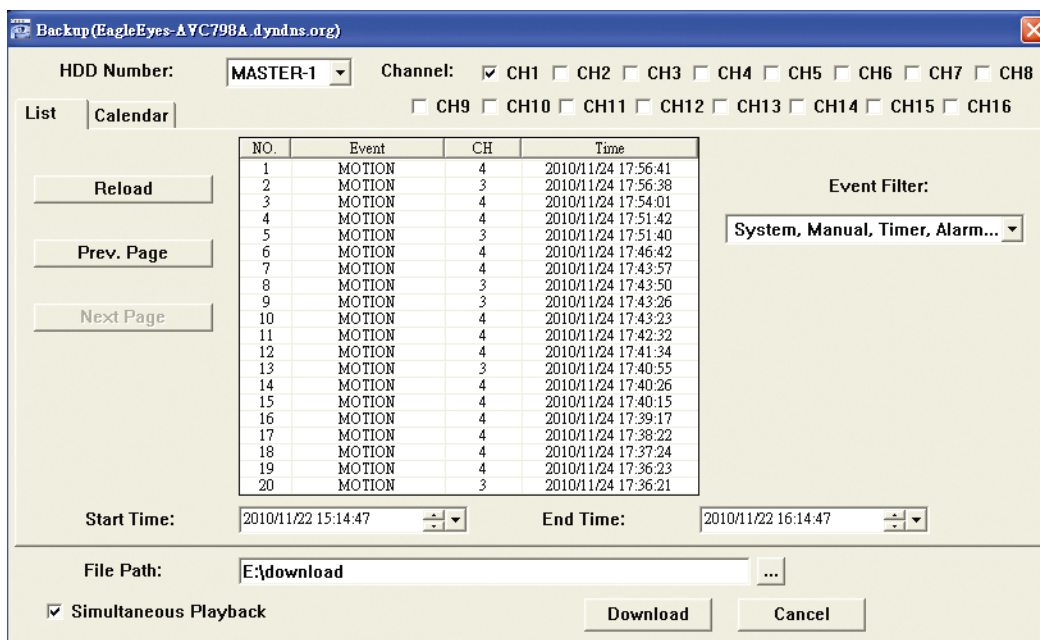 Backup(EagleEyes-AVC798A.dyndns.org)
HDD Number: MASTER-1 Channel: CH1 CH2 CH3 CH4 CH5 CH6 CH7 CH8
CH9 CH10 CH11 CH12 CH13 CH14 CH15 CH16
List Calendar
Reload
Prev. Page
Next Page
NO. Event CH Time
1 MOTION 4 2010/11/24 17:56:41
2 MOTION 3 2010/11/24 17:56:38
3 MOTION 4 2010/11/24 17:54:01
4 MOTION 4 2010/11/24 17:51:42
5 MOTION 3 2010/11/24 17:51:40
6 MOTION 4 2010/11/24 17:46:42
7 MOTION 4 2010/11/24 17:43:57
8 MOTION 3 2010/11/24 17:43:50
9 MOTION 3 2010/11/24 17:43:26
10 MOTION 4 2010/11/24 17:43:23
11 MOTION 4 2010/11/24 17:42:32
12 MOTION 4 2010/11/24 17:41:34
13 MOTION 3 2010/11/24 17:40:55
14 MOTION 4 2010/11/24 17:40:26
15 MOTION 4 2010/11/24 17:40:15
16 MOTION 4 2010/11/24 17:39:17
17 MOTION 4 2010/11/24 17:38:22
18 MOTION 4 2010/11/24 17:37:24
19 MOTION 4 2010/11/24 17:36:23
20 MOTION 3 2010/11/24 17:36:21
Event Filter:
System, Manual, Timer, Alarm...
Start Time: 2010/11/22 15:14:47 End Time: 2010/11/22 16:14:47
File Path: E:\download ...
Simultaneous Playback Download Cancel